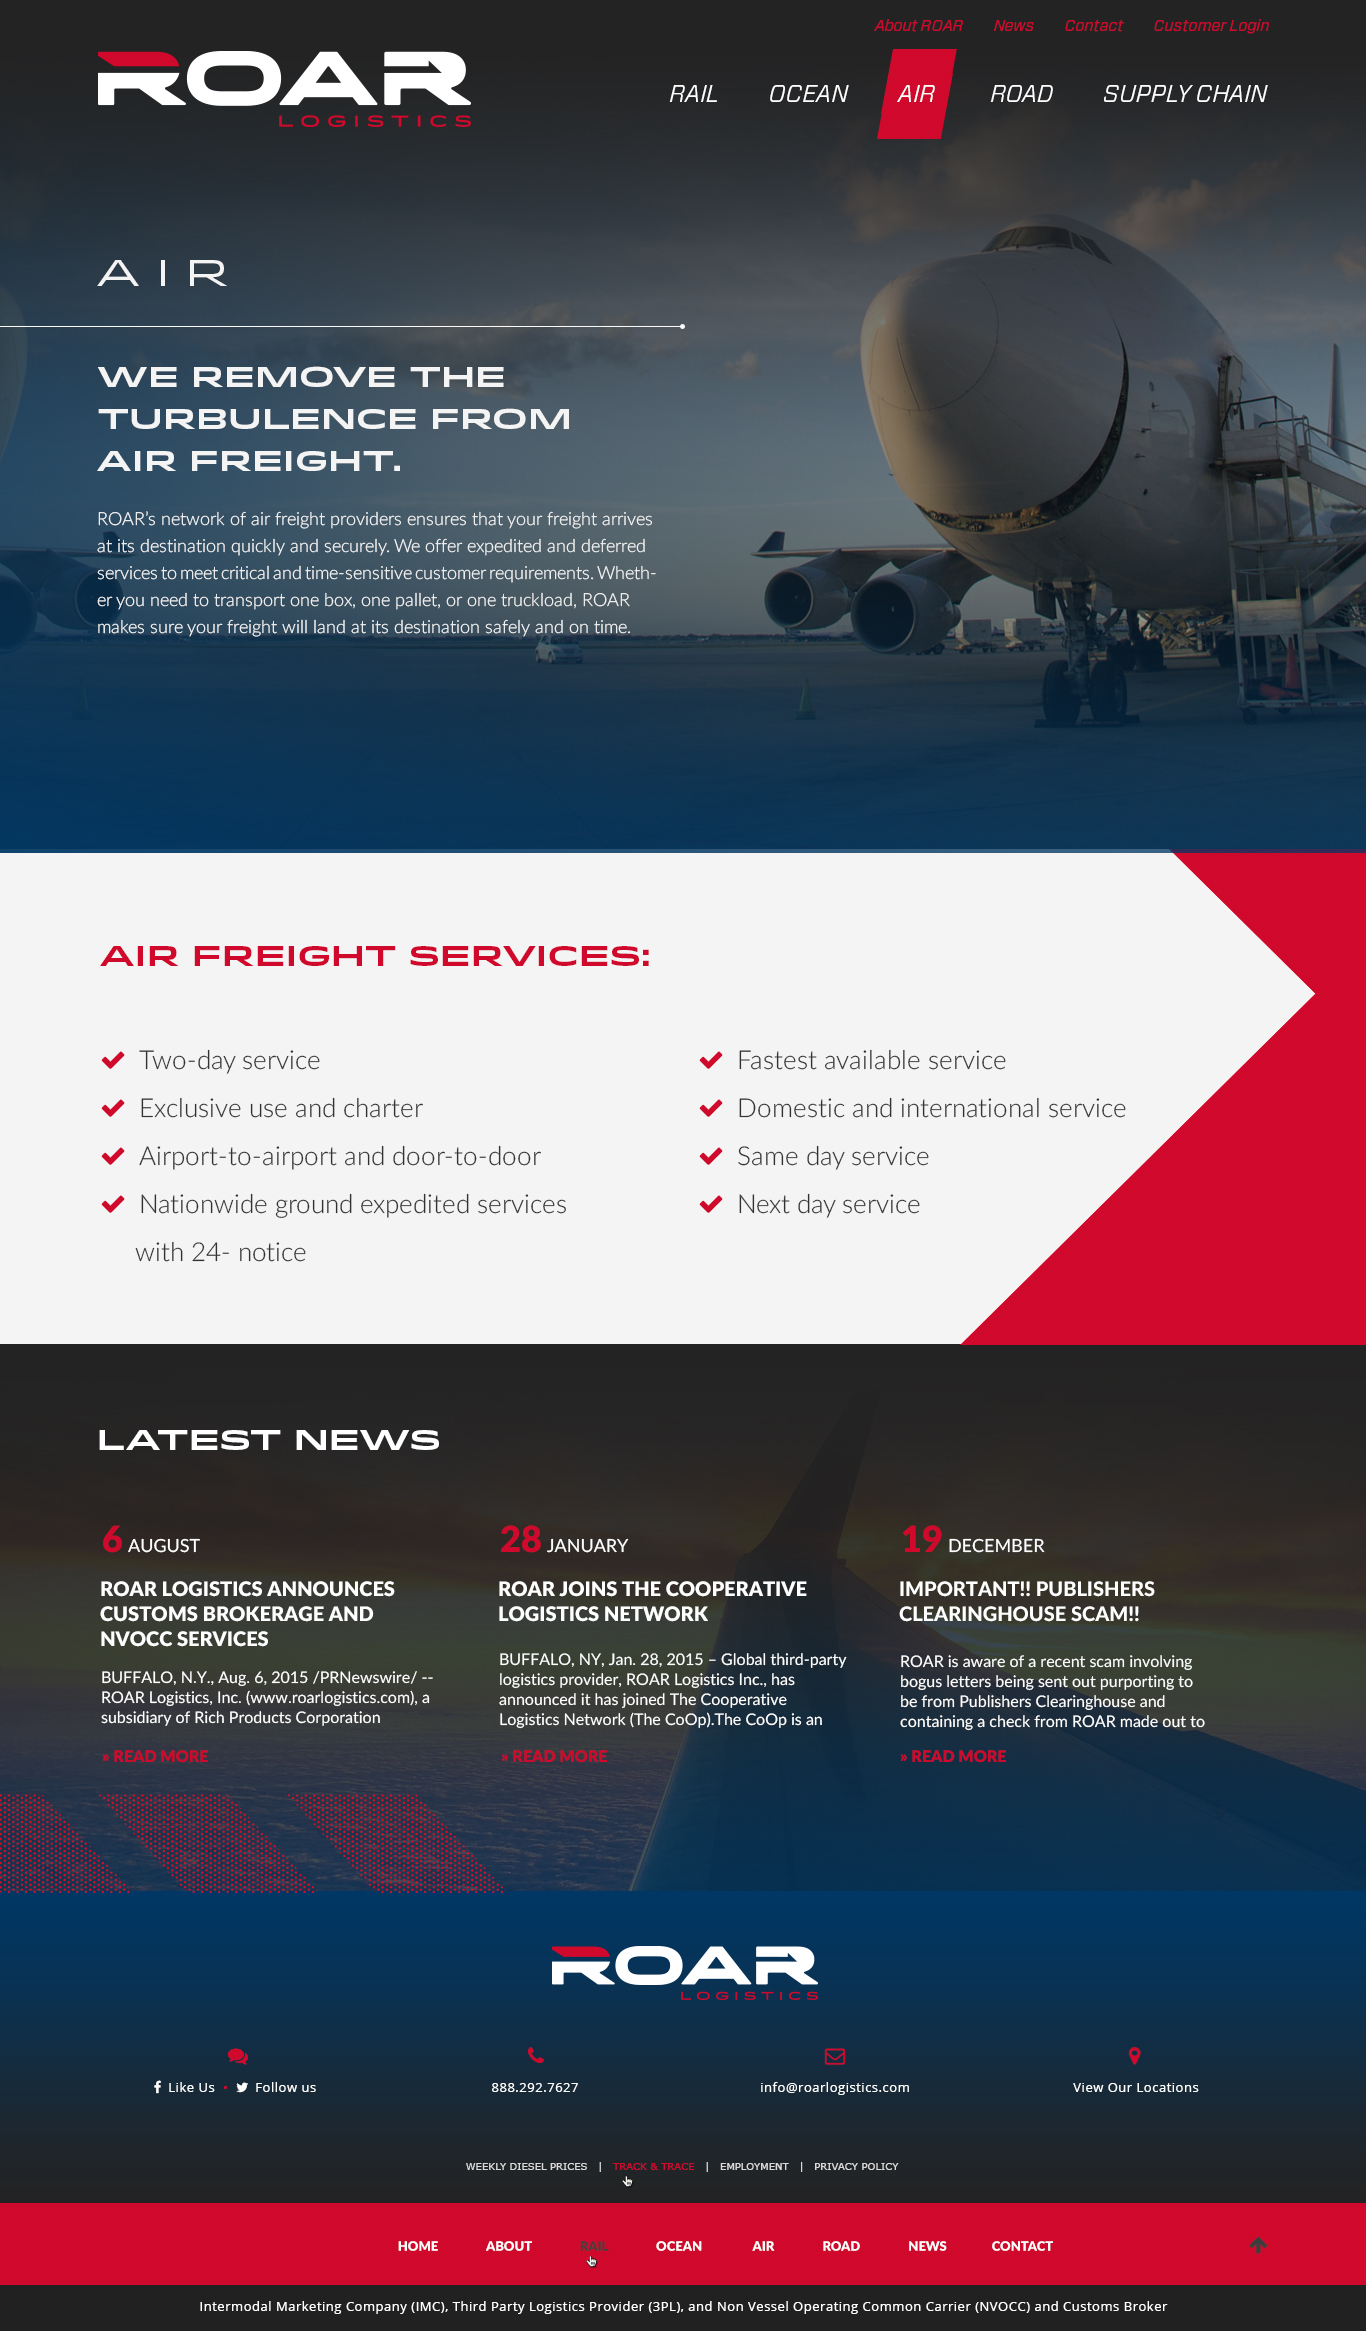 About ROAR News Contact Customer Login
ROAR
LOGISTICS
RAIL OCEAN AIR ROAD SUPPLY CHAIN
AIR
WE REMOVE THE
TURBULENCE FROM
AIR FREIGHT.
ROAR's network of air freight providers ensures that your freight arrives
at its destination quickly and securely. We offer expedited and deferred
services to meet critical and time-sensitive customer requirements. Wheth-
er you need to transport one box, one pallet, or one truckload, ROAR
makes sure your freight will land at its destination safely and on time.
AIR FREIGHT SERVICES:
Two-day service
Exclusive use and charter
Airport-to-airport and door-to-door
Nationwide ground expedited services
with 24- notice
Fastest available service
Domestic and international service
Same day service
Next day service
LATEST NEWS
6 AUGUST
ROAR LOGISTICS ANNOUNCES
CUSTOMS BROKERAGE AND
NVOCC SERVICES
BUFFALO, N.Y., Aug. 6, 2015 /PRNewswire/ --
ROAR Logistics, Inc. (www.roarlogistics.com), a
subsidiary of Rich Products Corporation
» READ MORE
28 JANUARY
ROAR JOINS THE COOPERATIVE
LOGISTICS NETWORK
BUFFALO, NY, Jan. 28, 2015 – Global third-party
logistics provider, ROAR Logistics Inc., has
announced it has joined The Cooperative
Logistics Network (The CoOp).The CoOp is an
» READ MORE
19 DECEMBER
IMPORTANT!! PUBLISHERS
CLEARINGHOUSE SCAM!!
ROAR is aware of a recent scam involving
bogus letters being sent out purporting to
be from Publishers Clearinghouse and
containing a check from ROAR made out to
» READ MORE
ROAR
LOGISTICS
Like Us • Follow us
888.292.7627
info@roarlogistics.com
View Our Locations
WEEKLY DIESEL PRICES | TRACK & TRACE | EMPLOYMENT | PRIVACY POLICY
HOME ABOUT RAIL OCEAN AIR ROAD NEWS CONTACT
Intermodal Marketing Company (IMC), Third Party Logistics Provider (3PL), and Non Vessel Operating Common Carrier (NVOCC) and Customs Broker